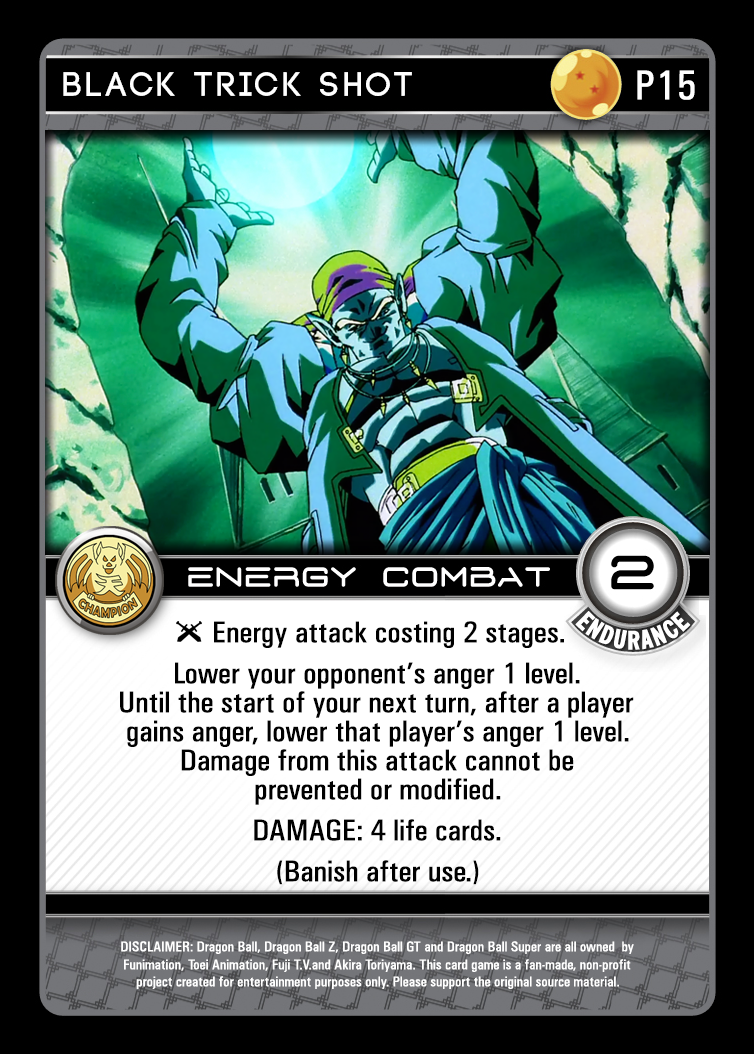 BLACK TRICK SHOT
P15
CHAMPION
ENERGY COMBAT
2
ENDURANCE
Energy attack costing 2 stages.
Lower your opponent's anger 1 level.
Until the start of your next turn, after a player
gains anger, lower that player's anger 1 level.
Damage from this attack cannot be
prevented or modified.
DAMAGE: 4 life cards.
(Banish after use.)
DISCLAIMER: Dragon Ball, Dragon Ball Z, Dragon Ball GT and Dragon Ball Super are all owned by
Funimation, Toei Animation, Fuji T.V.and Akira Toriyama. This card game is a fan-made, non-profit
project created for entertainment purposes only. Please support the original source material.